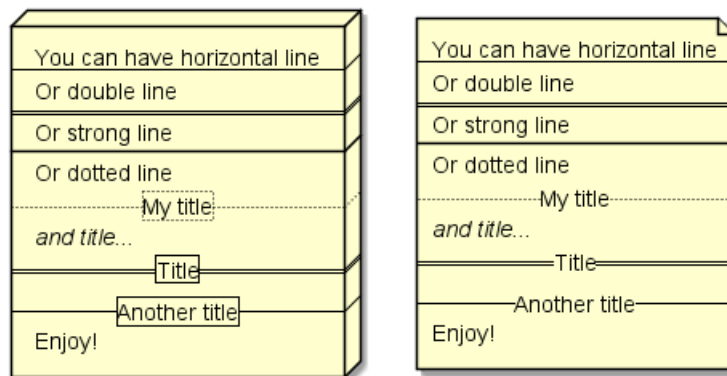 You can have horizontal line
Or double line
Or strong line
Or dotted line
My title
and title...
Title
Another title
Enjoy!
You can have horizontal line
Or double line
Or strong line
Or dotted line
My title
and title...
Title
Another title
Enjoy!